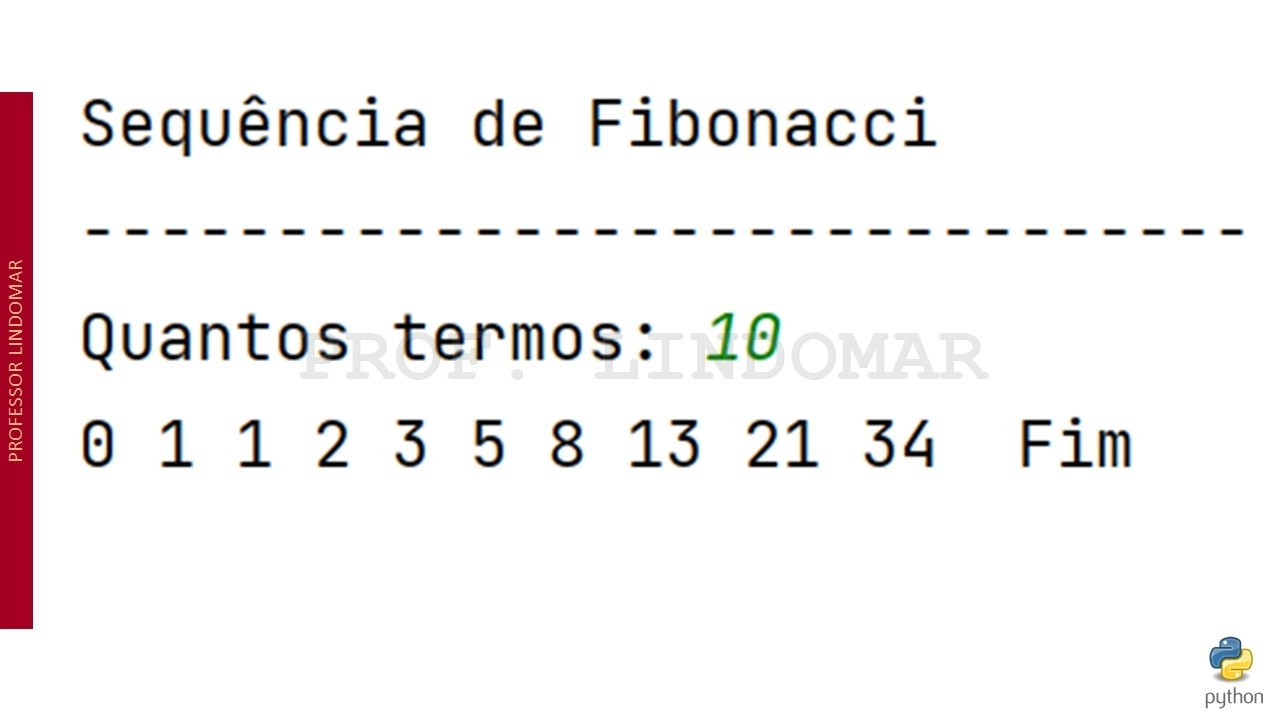 Sequência de Fibonacci
------------------------------
Quantos termos: 10
0 1 1 2 3 5 8 13 21 34  Fim
PROF. LINDOMAR
PROFESSOR LINDOMAR
python